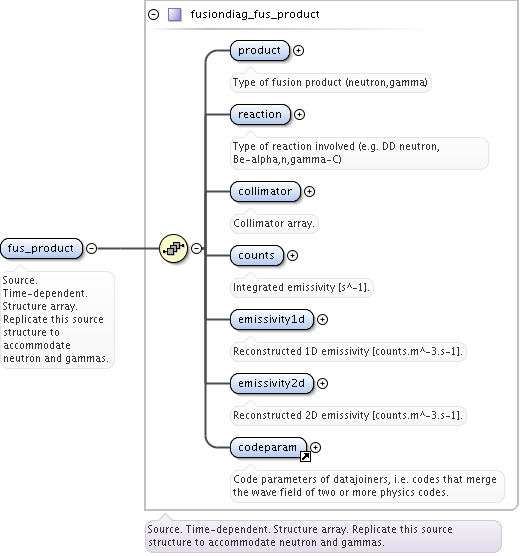 fusiondiag_fus_product
product
Type of fusion product (neutron,gamma)
reaction
Type of reaction involved (e.g. DD neutron,
Be-alpha,n,gamma-C)
collimator
Collimator array.
counts
Integrated emissivity [s^-1].
fus_product
Source.
Time-dependent.
Structure array.
Replicate this source
structure to
accommodate
neutron and gammas.
emissivity1d
Reconstructed 1D emissivity [counts.m^-3.s-1].
emissivity2d
Reconstructed 2D emissivity [counts.m^-3.s-1].
codeparam
Code parameters of datajoiners, i.e. codes that merge
the wave field of two or more physics codes.
Source. Time-dependent. Structure array. Replicate this source
structure to accommodate neutron and gammas.